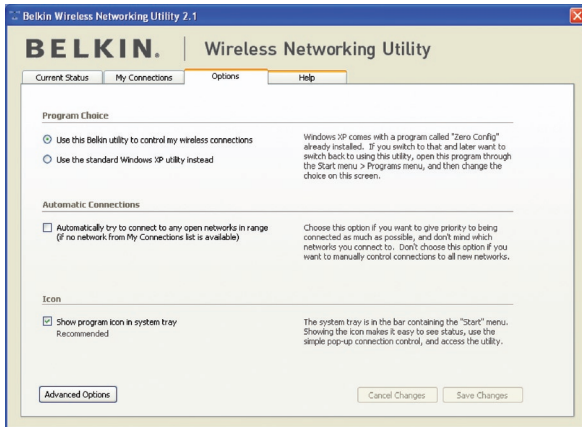 Belkin Wireless Networking Utility 2.1
BELKIN. Wireless Networking Utility
Current Status My Connections Options Help
Program Choice
Use this Belkin utility to control my wireless connections
Use the standard Windows XP utility instead
Windows XP comes with a program called "Zero Config"
already installed. If you switch to that and later want to
switch back to using this utility, open this program through
the Start menu > Programs menu, and then change the
choice on this screen.
Automatic Connections
Automatically try to connect to any open networks in range
(if no network from My Connections list is available)
Choose this option if you want to give priority to being
connected as much as possible, and don't mind which
networks you connect to. Don't choose this option if you
want to manually control connections to all new networks.
Icon
Show program icon in system tray
Recommended
The system tray is in the bar containing the "Start" menu.
Showing the icon makes it easy to see status, use the
simple pop-up connection control, and access the utility.
Advanced Options Cancel Changes Save Changes